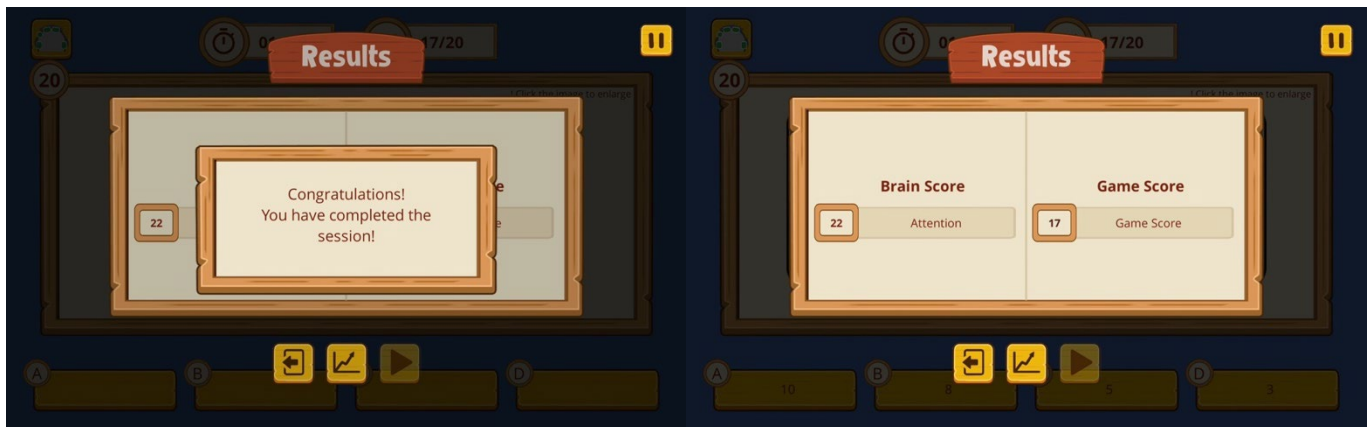 17/20
Results
20
! Click the image to enlarge
22
Congratulations!
You have completed the
session!
A
B
D
17/20
Results
20
! Click the image to enlarge
Brain Score
Game Score
22
Attention
17
Game Score
A
10
B
8
5
D
3